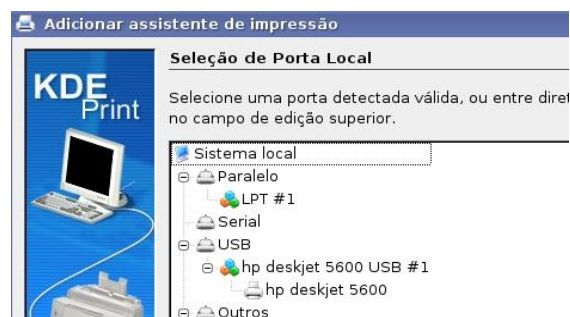 Adicionar assistente de impressão
Seleção de Porta Local
KDE
Print
Selecione uma porta detectada válida, ou entre
no campo de edição superior.
Sistema local
Paralelo
LPT #1
Serial
USB
hp deskjet 5600 USB #1
hp deskjet 5600
Outros